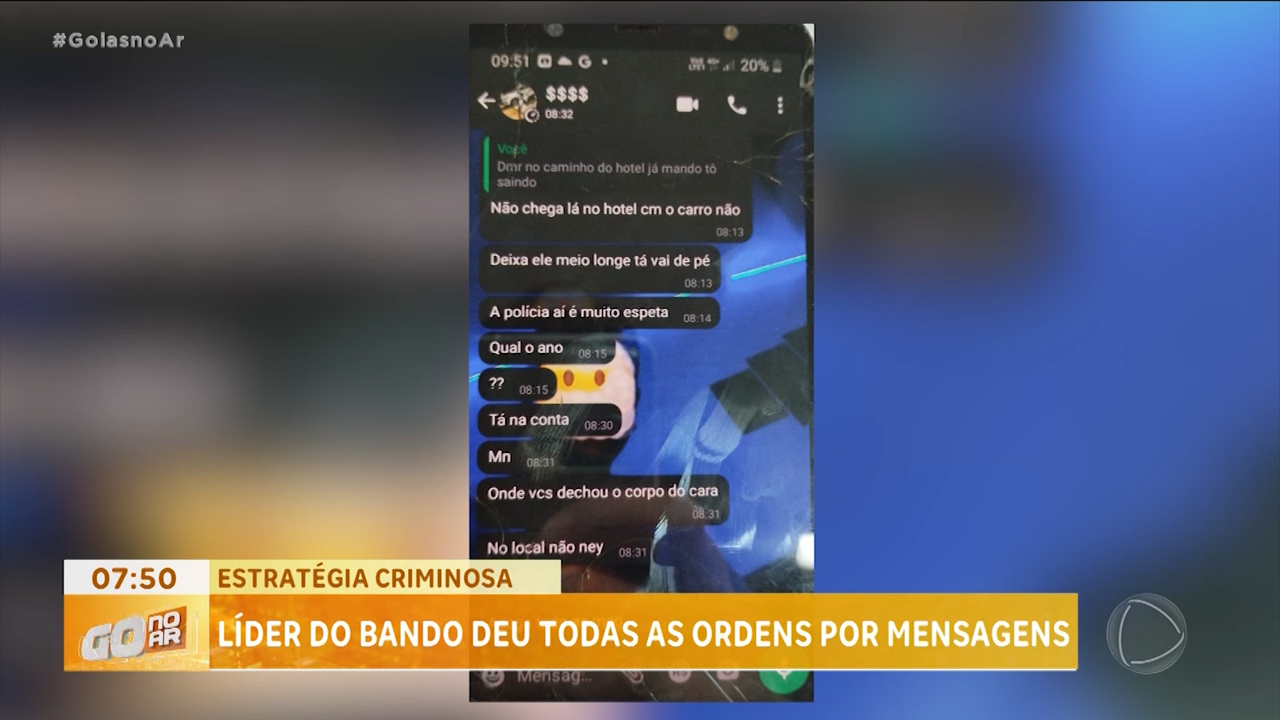 #GoiásnoAr
09:51
20%
$$$$
08:32
Você
Dmr no caminho do hotel já mando tô
saindo
Não chega lá no hotel cm o carro não
08:13
Deixa ele meio longe tá vai de pé
08:13
A polícia aí é muito espeta 08:14
Qual o ano 08:15
?? 08:15
Tá na conta 08:30
Mn 08:31
Onde vcs dechou o corpo do cara
08:31
No local não ney 08:31
07:50 ESTRATÉGIA CRIMINOSA
GO NO AR
LÍDER DO BANDO DEU TODAS AS ORDENS POR MENSAGENS
Mensag...